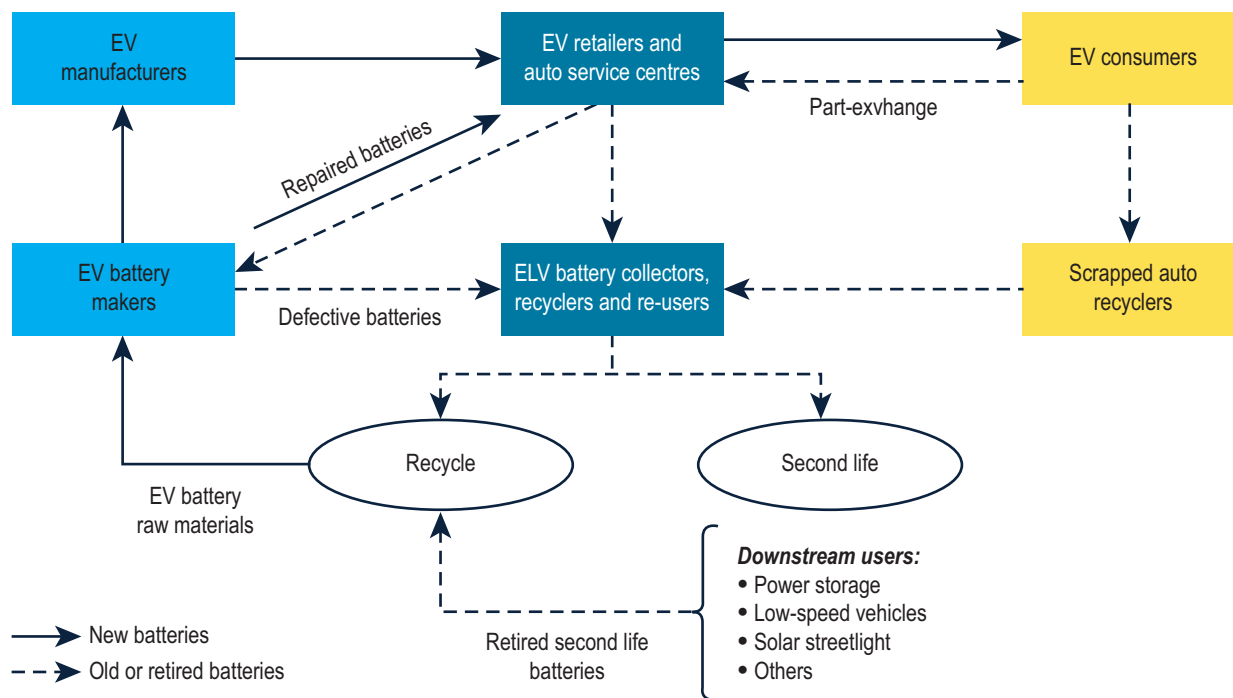 EV
manufacturers
EV retailers and
auto service centres
EV consumers
Part-exvhange
Repaired batteries
EV battery
makers
Defective batteries
ELV battery collectors,
recyclers and re-users
Scrapped auto
recyclers
Recycle
Second life
EV battery
raw materials
Downstream users:
• Power storage
• Low-speed vehicles
• Solar streetlight
• Others
Retired second life
batteries
New batteries
Old or retired batteries